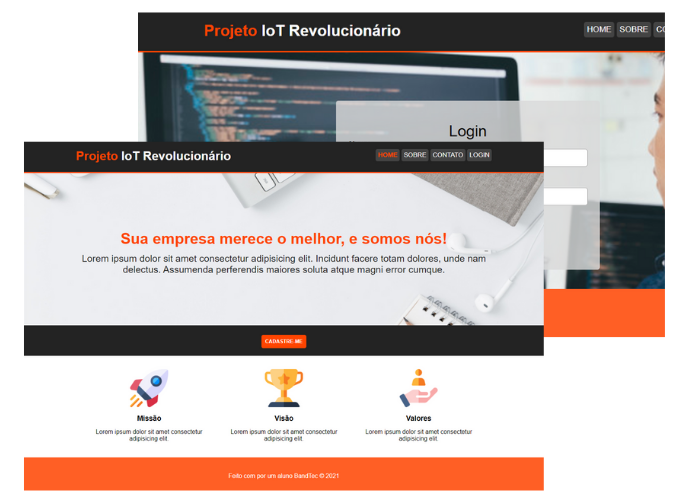 Projeto IoT Revolucionário
HOME SOBRE
Login
Projeto IoT Revolucionário
HOME SOBRE CONTATO LOGIN
Sua empresa merece o melhor, e somos nós!
Lorem ipsum dolor sit amet consectetur adipisicing elit. Incidunt facere totam dolores, unde nam
delectus. Assumenda perferendis maiores soluta atque magni error cumque.
CADASTRE-ME
Missão
Lorem ipsum dolor sit amet consectetur
adipisicing elit.
Visão
Lorem ipsum dolor sit amet consectetur
adipisicing elit.
Valores
Lorem ipsum dolor sit amet consectetur
adipisicing elit.
Feito com por um aluno BandTec © 2021